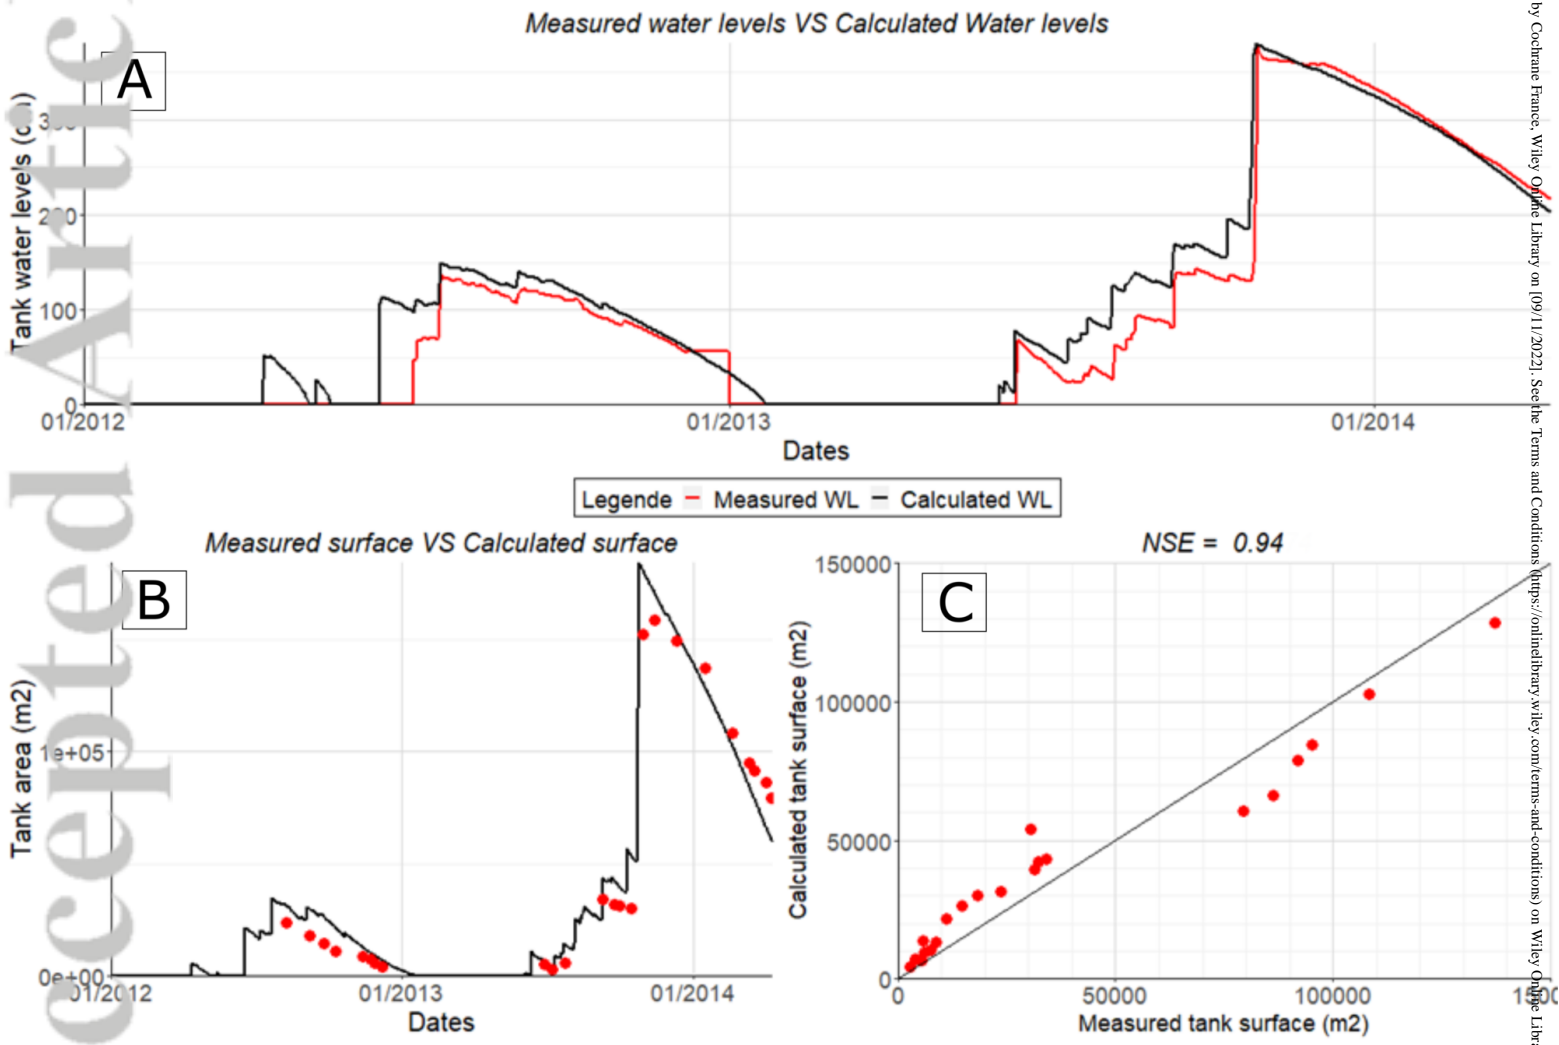 Measured water levels VS Calculated Water levels
A
Tank water levels (cm)
300
200
100
0
01/2012
01/2013
01/2014
Dates
Legende
Measured WL
Calculated WL
Measured surface VS Calculated surface
B
Tank area (m2)
1e+05
0e+00
01/2012
01/2013
01/2014
Dates
NSE = 0.94
C
Calculated tank surface (m2)
150000
100000
50000
0
0
50000
100000
Measured tank surface (m2)
by Cochrane France, Wiley Online Library on [09/11/2022]. See the Terms and Conditions (https://onlinelibrary.wiley.com/terms-and-conditions) on Wiley Online